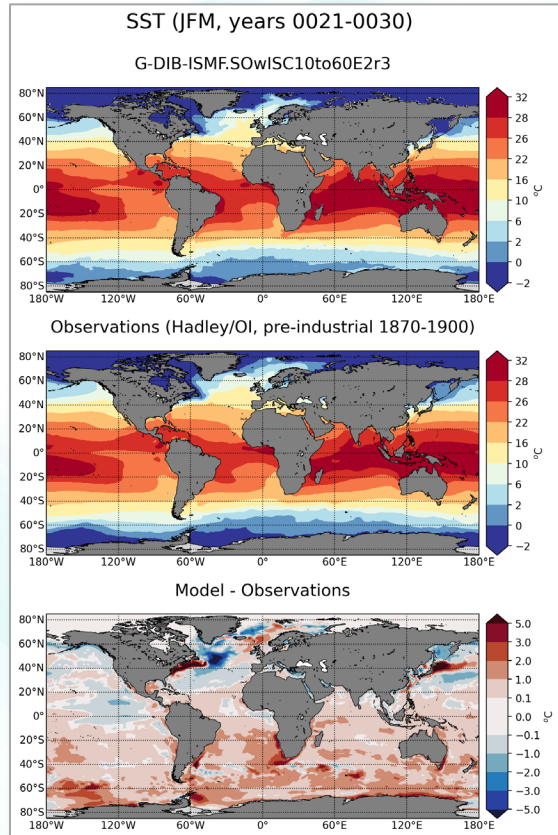 SST (JFM, years 0021-0030)
G-DIB-ISMF.SOwISC10to60E2r3
80°N
60°N
40°N
20°N
0°
20°S
40°S
60°S
80°S
180°W 120°W 60°W 0° 60°E 120°E 180°E
32
28
26
22
16
10
6
2
0
−2
°C
Observations (Hadley/OI, pre-industrial 1870-1900)
80°N
60°N
40°N
20°N
0°
20°S
40°S
60°S
80°S
180°W 120°W 60°W 0° 60°E 120°E 180°E
32
28
26
22
16
10
6
2
0
−2
°C
Model - Observations
80°N
60°N
40°N
20°N
0°
20°S
40°S
60°S
80°S
180°W 120°W 60°W 0° 60°E 120°E 180°E
5.0
3.0
2.0
1.0
0.1
0.0
−0.1
−1.0
−2.0
−3.0
−5.0
°C